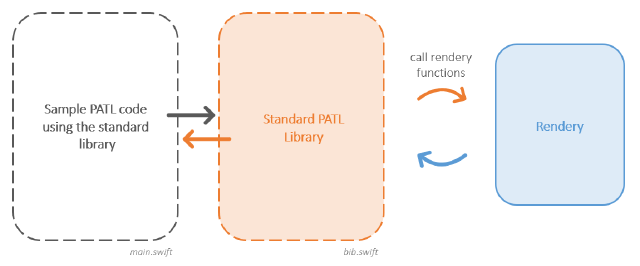 Sample PATL code
using the standard
library
main.swift
Standard PATL
Library
bib.swift
call rendery
functions
Rendery